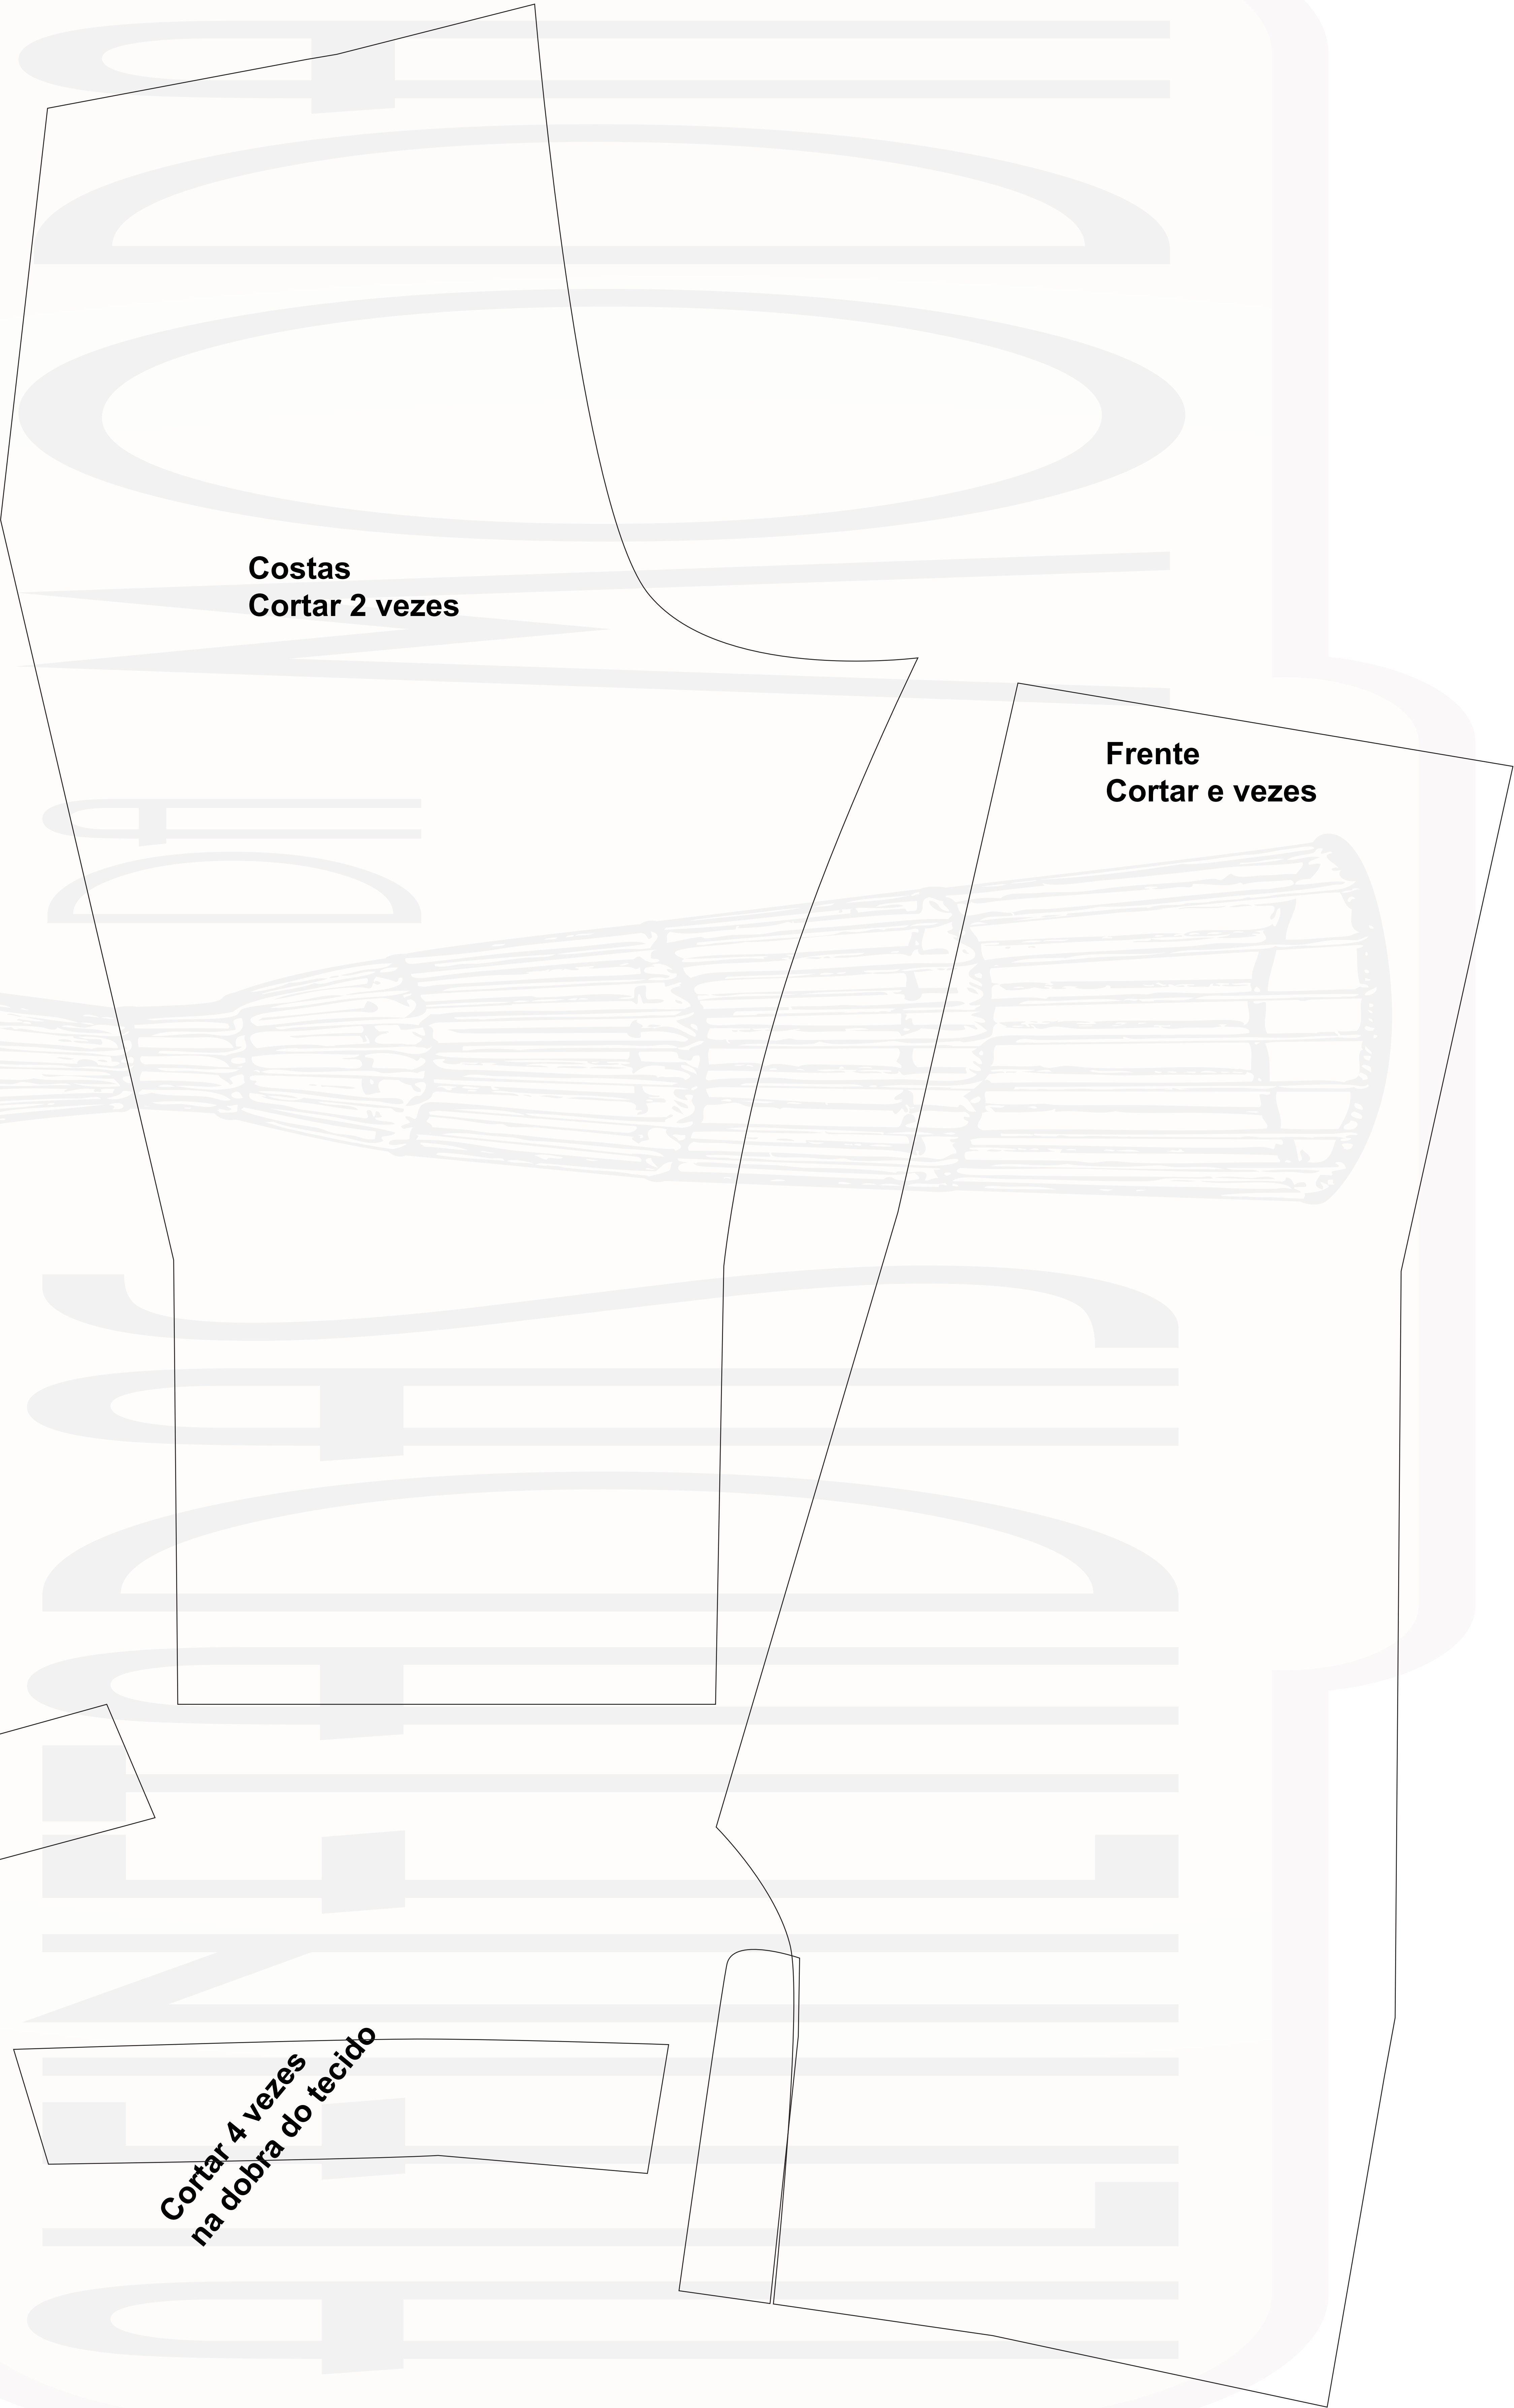 Costas
Cortar 2 vezes
Frente
Cortar e vezes
Cortar 4 vezes
na dobra do tecido